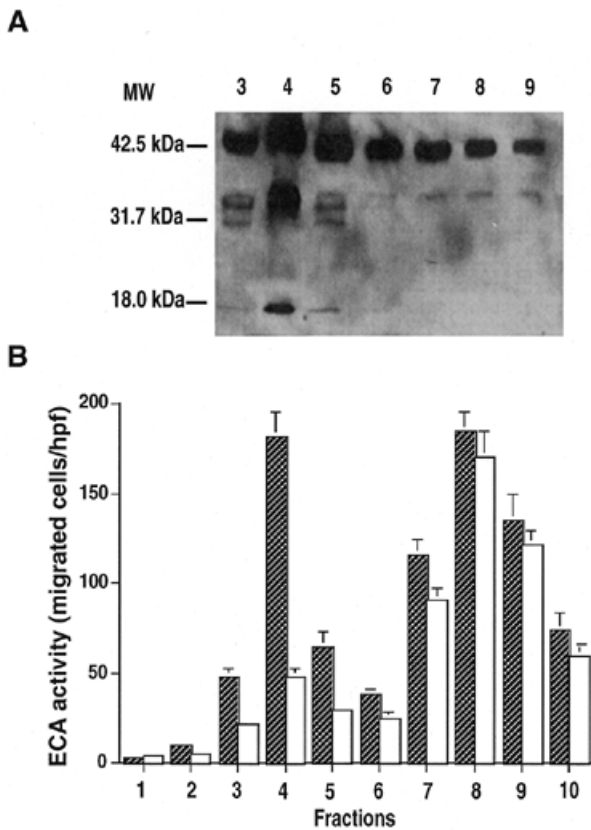 A
MW 3 4 5 6 7 8 9
42.5 kDa
31.7 kDa
18.0 kDa
B
ECA activity (migrated cells/hpf)
200
150
100
50
0
1 2 3 4 5 6 7 8 9 10
Fractions